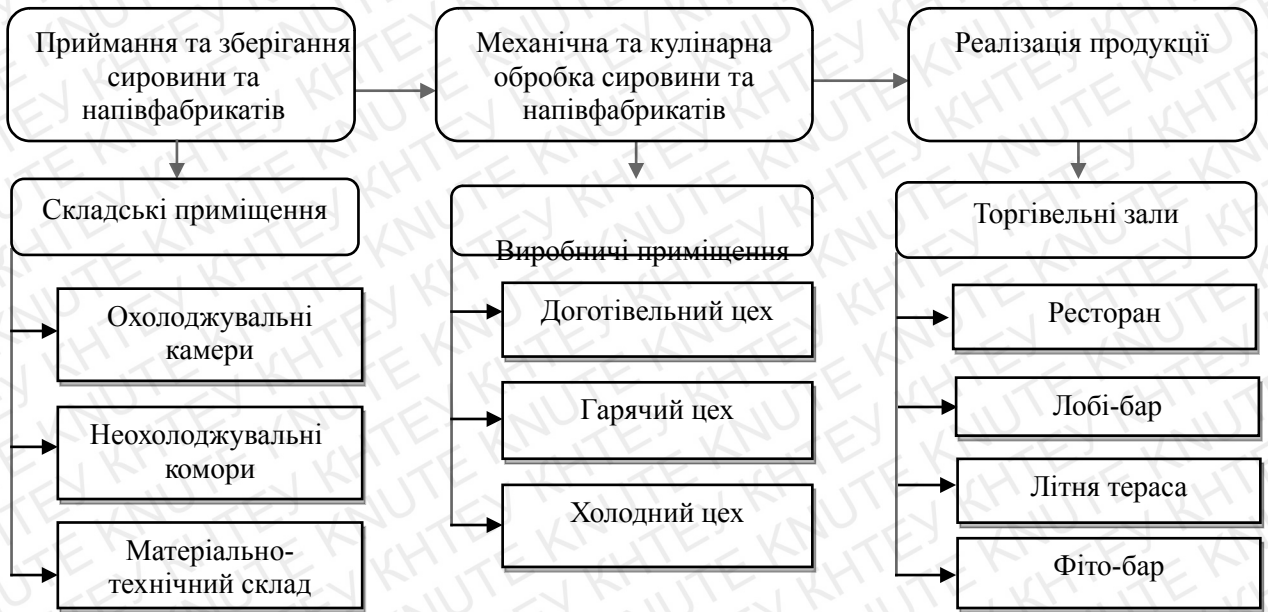 Приймання та зберігання
сировини та
напівфабрикатів
Механічна та кулінарна
обробка сировини та
напівфабрикатів
Реалізація продукції
Складські приміщення
Виробничі приміщення
Торгівельні зали
Охолоджувальні
камери
Неохолоджувальні
комори
Матеріально-
технічний склад
Доготівельний цех
Гарячий цех
Холодний цех
Ресторан
Лобі-бар
Літня тераса
Фіто-бар